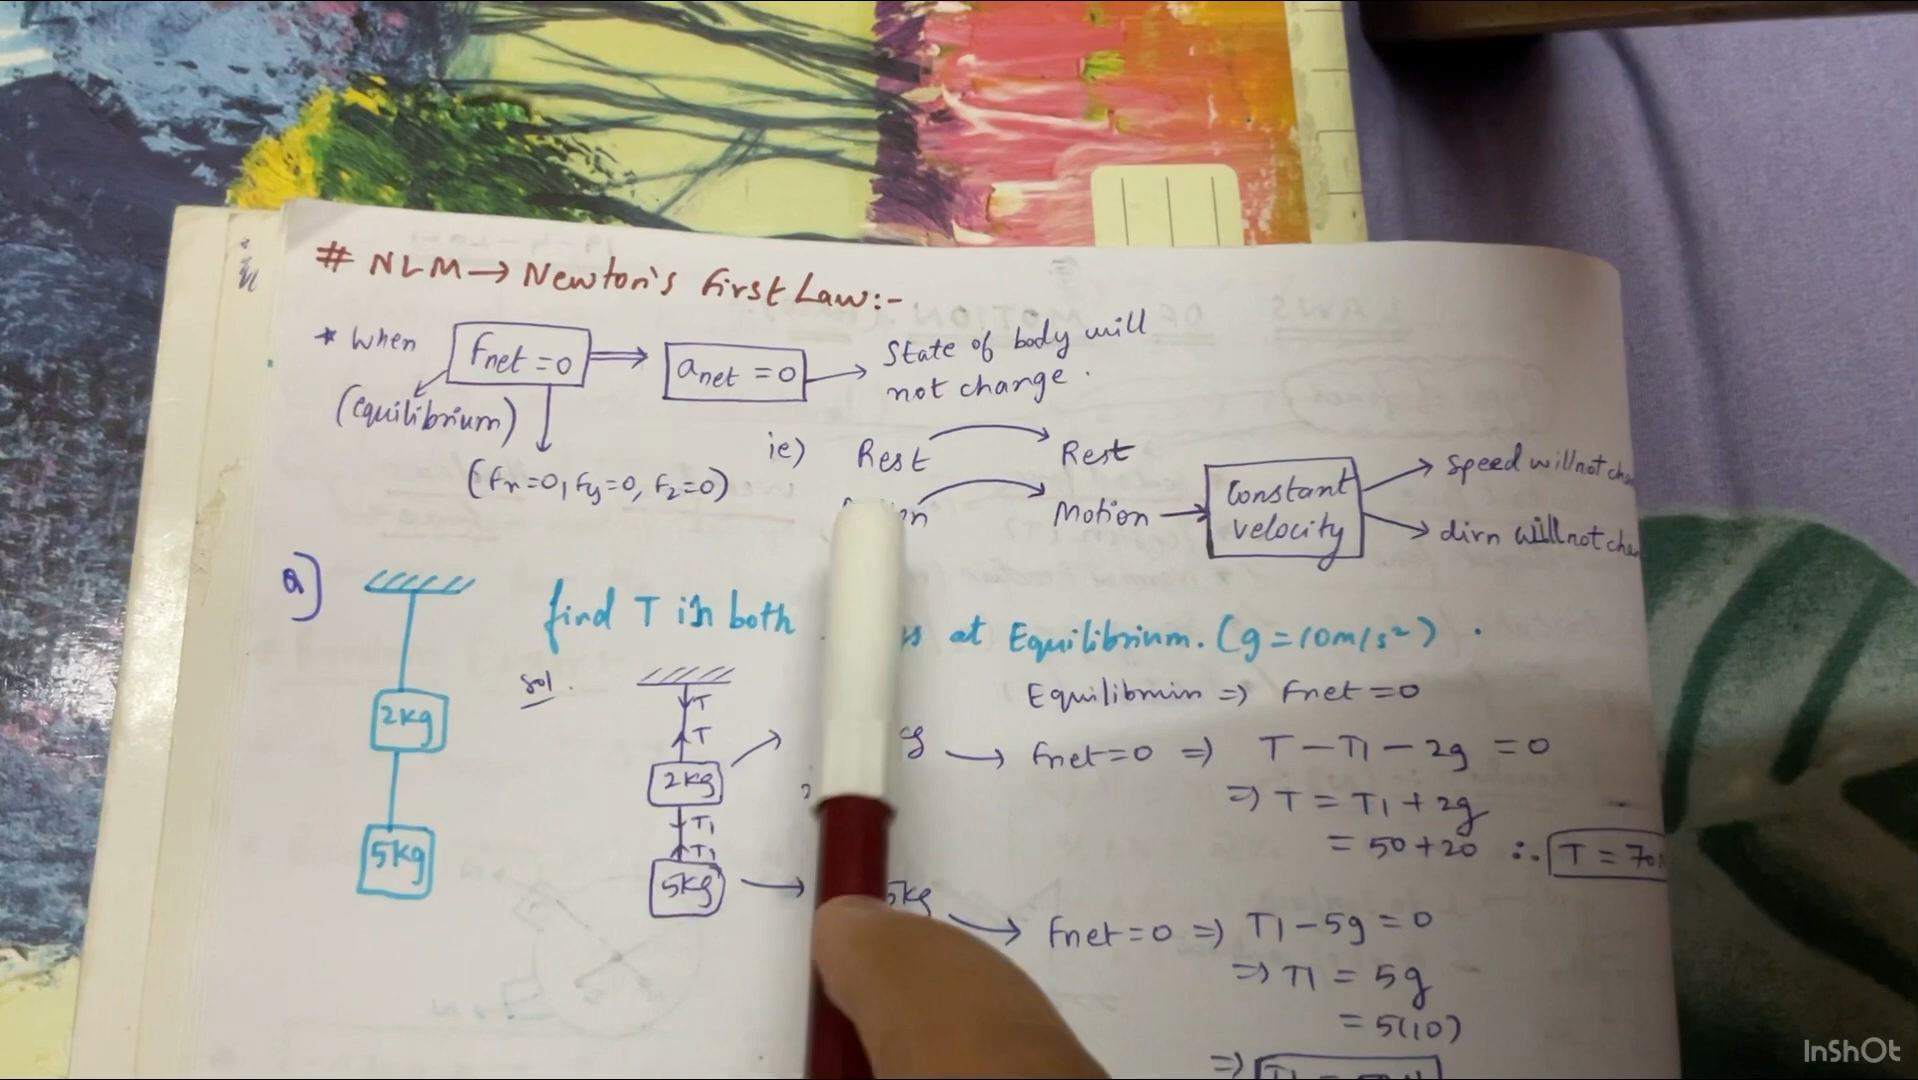 # NLM → Newton's First Law:-
* When Fnet = 0 ⇒ anet = 0 → State of body will not change.
(equilibrium)
(Fx=0, Fy=0, Fz=0)
ie) Rest Rest
Motion → Constant velocity
speed will not
dirn will not
Q)
find T in both at Equilibrium. (g = 10m/s²).
2kg
5kg
Sol.
T
T
2kg
T1
T1
5kg
Equilibmin ⇒ Fnet = 0
→ Fnet = 0 ⇒ T - T1 - 2g = 0
⇒ T = T1 + 2g
= 50 + 20 ∴ T = 70
5kg → Fnet = 0 ⇒ T1 - 5g = 0
⇒ T1 = 5g
= 5(10)
⇒
InShOt